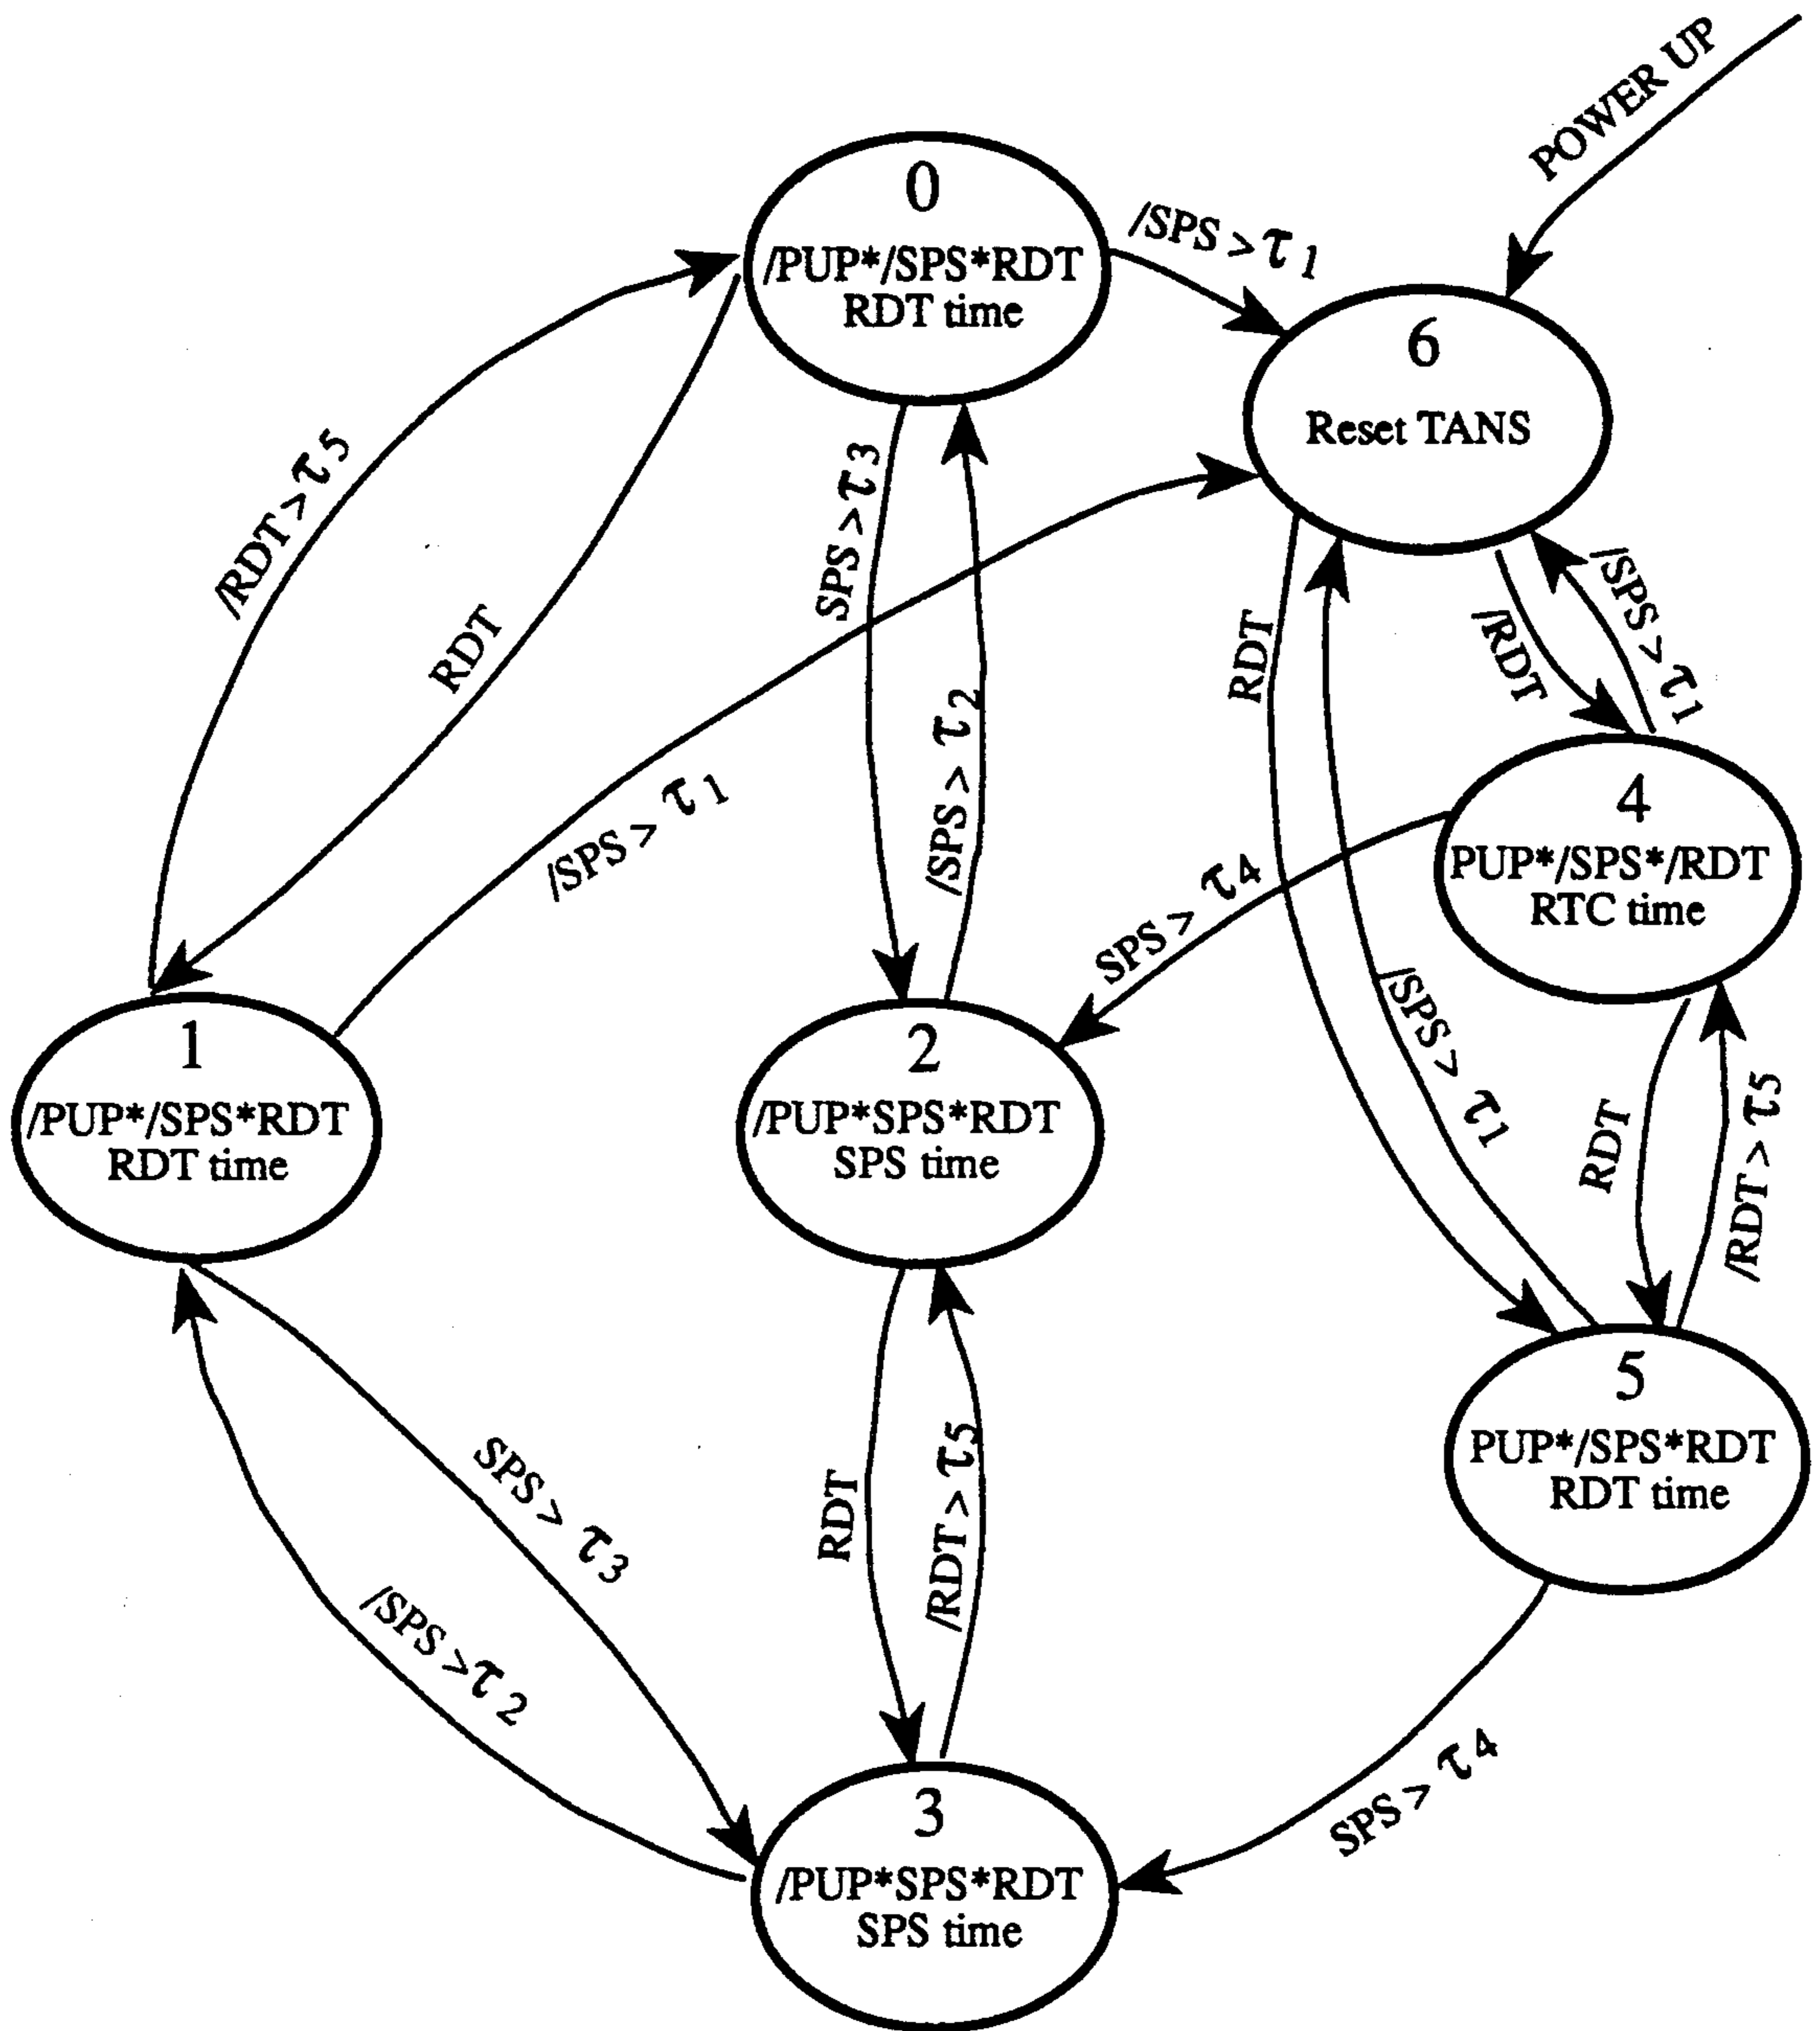 POWER UP
0
/PUP*/SPS*RDT
RDT time
/SPS > τ1
6
Reset TANS
/RDT > τ5
RDT
SPS > τ3
/SPS > τ2
/SPS > τ1
RDT
/RDT
/SPS > τ1
4
PUP*/SPS*/RDT
RTC time
SPS > τ4
/SPS > τ1
1
/PUP*/SPS*RDT
RDT time
2
/PUP*SPS*RDT
SPS time
RDT
/RDT > τ5
5
PUP*/SPS*RDT
RDT time
SPS > τ3
/SPS > τ2
RDT
/RDT > τ5
SPS > τ4
3
/PUP*SPS*RDT
SPS time